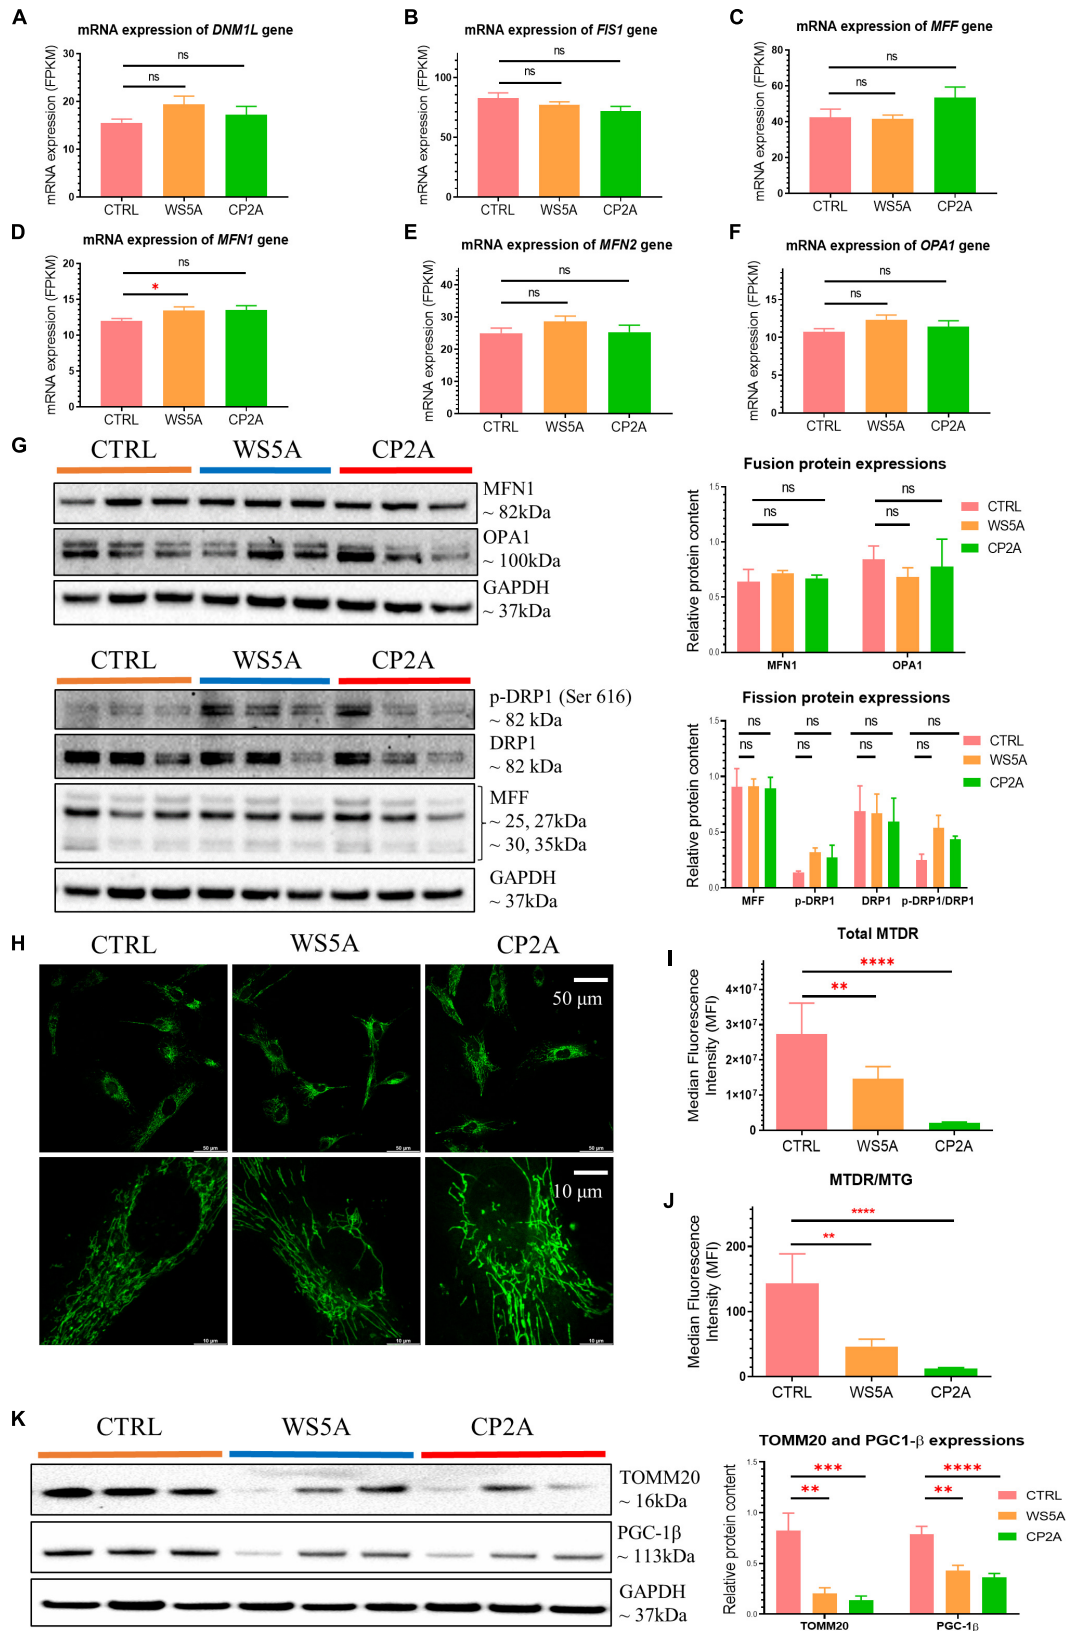 A
mRNA expression of DNM1L gene
mRNA expression (FPKM)
30
20
10
0
ns
ns
CTRL WS5A CP2A
B
mRNA expression of FIS1 gene
mRNA expression (FPKM)
100
50
0
ns
ns
CTRL WS5A CP2A
C
mRNA expression of MFF gene
mRNA expression (FPKM)
80
60
40
20
0
ns
ns
CTRL WS5A CP2A
D
mRNA expression of MFN1 gene
mRNA expression (FPKM)
20
15
10
5
0
ns
*
CTRL WS5A CP2A
E
mRNA expression of MFN2 gene
mRNA expression (FPKM)
40
30
20
10
0
ns
ns
CTRL WS5A CP2A
F
mRNA expression of OPA1 gene
mRNA expression (FPKM)
15
10
5
0
ns
ns
CTRL WS5A CP2A
G
CTRL WS5A CP2A
MFN1
~ 82kDa
OPA1
~ 100kDa
GAPDH
~ 37kDa
Fusion protein expressions
Relative protein content
1.5
1.0
0.5
0.0
ns
ns
ns
ns
MFN1 OPA1
CTRL
WS5A
CP2A
CTRL WS5A CP2A
p-DRP1 (Ser 616)
~ 82 kDa
DRP1
~ 82 kDa
MFF
~ 25, 27kDa
~ 30, 35kDa
GAPDH
~ 37kDa
Fission protein expressions
Relative protein content
1.5
1.0
0.5
0.0
ns ns ns ns
ns ns ns ns
MFF p-DRP1 DRP1 p-DRP1/DRP1
CTRL
WS5A
CP2A
H
CTRL WS5A CP2A
50 μm
50 μm 50 μm 50 μm
10 μm
10 μm 10 μm 10 μm
I
Total MTDR
Median Fluorescence
Intensity (MFI)
4×10⁷
3×10⁷
2×10⁷
1×10⁷
0
****
**
CTRL WS5A CP2A
J
MTDR/MTG
Median Fluorescence
Intensity (MFI)
200
100
0
****
**
CTRL WS5A CP2A
K
CTRL WS5A CP2A
TOMM20
~ 16kDa
PGC-1β
~ 113kDa
GAPDH
~ 37kDa
TOMM20 and PGC1-β expressions
Relative protein content
1.5
1.0
0.5
0.0
*** ****
** **
TOMM20 PGC-1β
CTRL
WS5A
CP2A